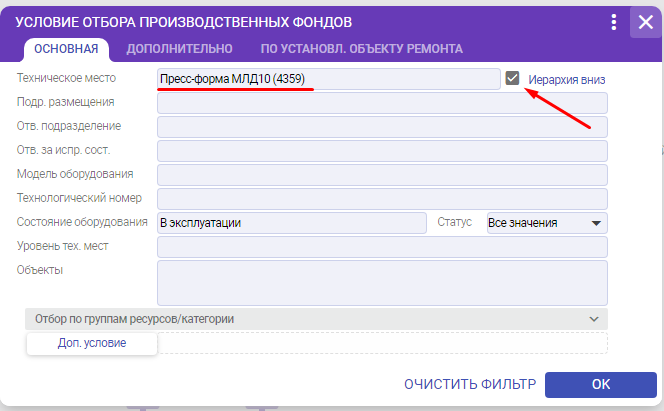 УСЛОВИЕ ОТБОРА ПРОИЗВОДСТВЕННЫХ ФОНДОВ
ОСНОВНАЯ ДОПОЛНИТЕЛЬНО ПО УСТАНОВЛ. ОБЪЕКТУ РЕМОНТА
Техническое место Пресс-форма МЛД10 (4359) Иерархия вниз
Подр. размещения
Отв. подразделение
Отв. за испр. сост.
Модель оборудования
Технологический номер
Состояние оборудования В эксплуатации Статус Все значения
Уровень тех. мест
Объекты
Отбор по группам ресурсов/категории
Доп. условие
ОЧИСТИТЬ ФИЛЬТР ОК